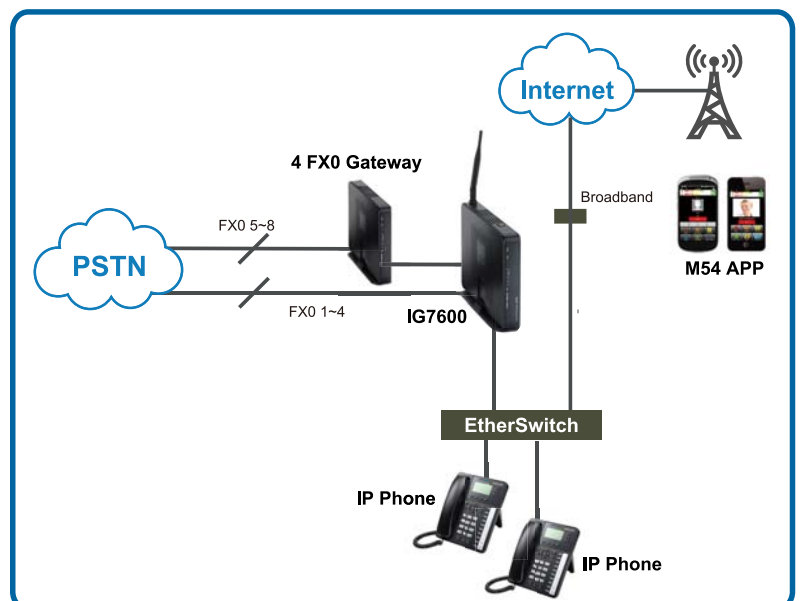 Internet
4 FX0 Gateway
Broadband
FX0 5~8
PSTN
M54 APP
FX0 1~4
IG7600
EtherSwitch
IP Phone
IP Phone